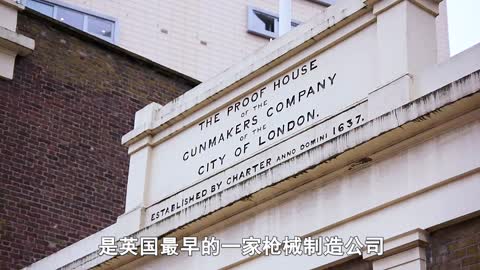 THE PROOF HOUSE
OF THE
GUNMAKERS COMPANY
OF THE
CITY OF LONDON.
ESTABLISHED BY CHARTER ANNO DOMINI 1637.
是英国最早的一家枪械制造公司